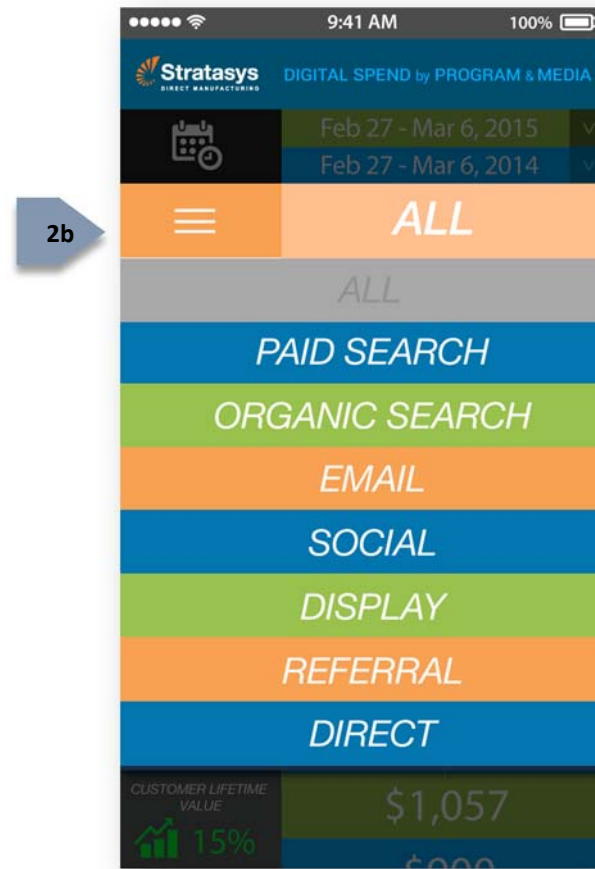 9:41 AM 100%
Stratasys
DIRECT MANUFACTURING
DIGITAL SPEND by PROGRAM & MEDIA
Feb 27 - Mar 6, 2015
Feb 27 - Mar 6, 2014
2b
ALL
ALL
PAID SEARCH
ORGANIC SEARCH
EMAIL
SOCIAL
DISPLAY
REFERRAL
DIRECT
CUSTOMER LIFETIME
VALUE
15%
$1,057